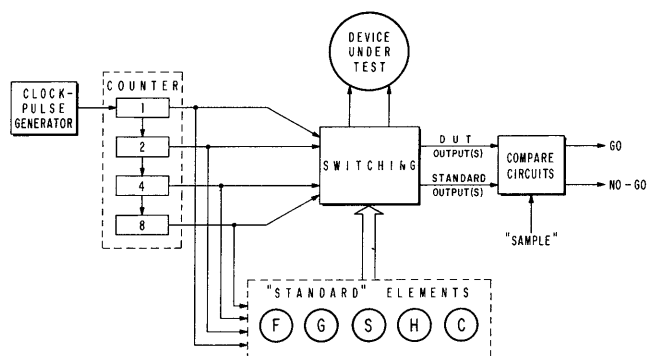 DEVICE
UNDER
TEST
COUNTER
CLOCK-
PULSE
GENERATOR
1
2
4
8
SWITCHING
DUT
OUTPUT(S)
STANDARD
OUTPUT(S)
COMPARE
CIRCUITS
GO
NO-GO
"SAMPLE"
"STANDARD" ELEMENTS
F G S H C